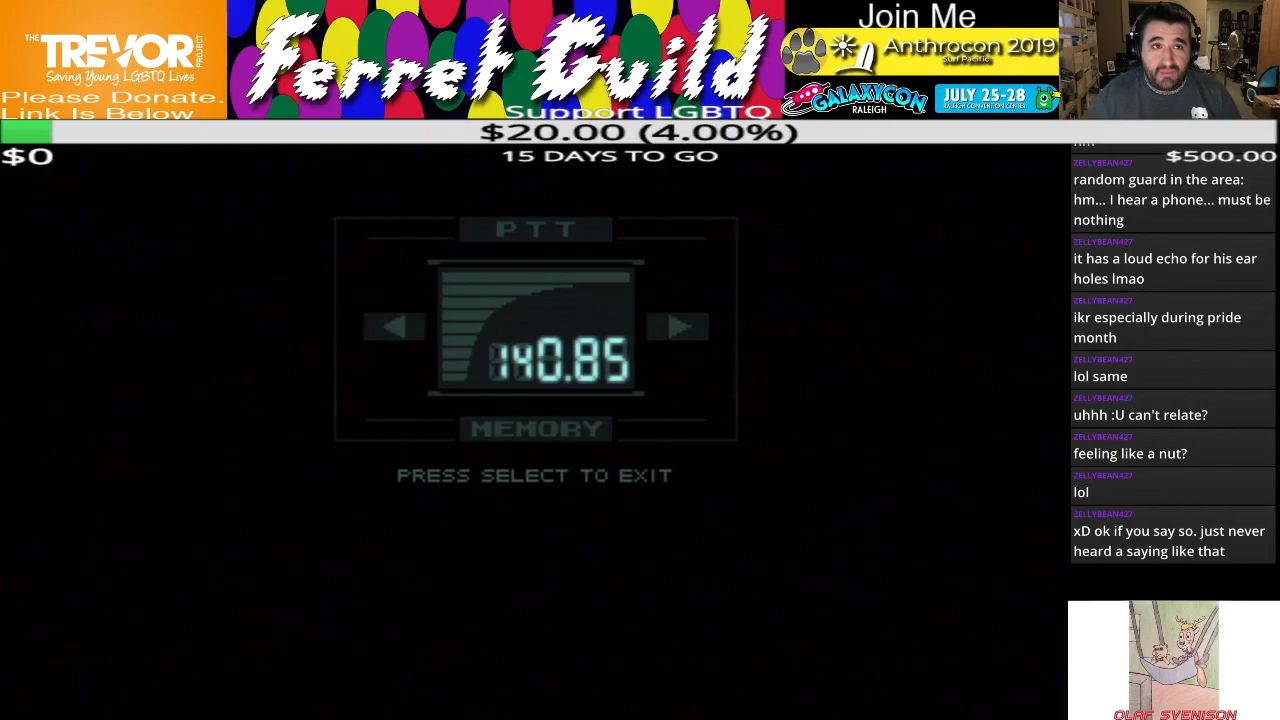 THE
TREVOR
PROJECT
Saving Young LGBTQ Lives
Please Donate.
Link Is Below
Ferret Guild
Support LGBTQ
Join Me
Anthrocon 2019
Surf Pacific
GALAXYCON
RALEIGH
JULY 25-28
RALEIGH CONVENTION CENTER
$20.00 (4.00%)
$0
15 DAYS TO GO
$500.00
PTT
140.85
MEMORY
PRESS SELECT TO EXIT
ZELLYBEAN427
random guard in the area:
hm... I hear a phone... must be
nothing
ZELLYBEAN427
it has a loud echo for his ear
holes lmao
ZELLYBEAN427
ikr especially during pride
month
ZELLYBEAN427
lol same
ZELLYBEAN427
uhhh :U can't relate?
ZELLYBEAN427
feeling like a nut?
ZELLYBEAN427
lol
ZELLYBEAN427
xD ok if you say so. just never
heard a saying like that
OLAF SVENISON